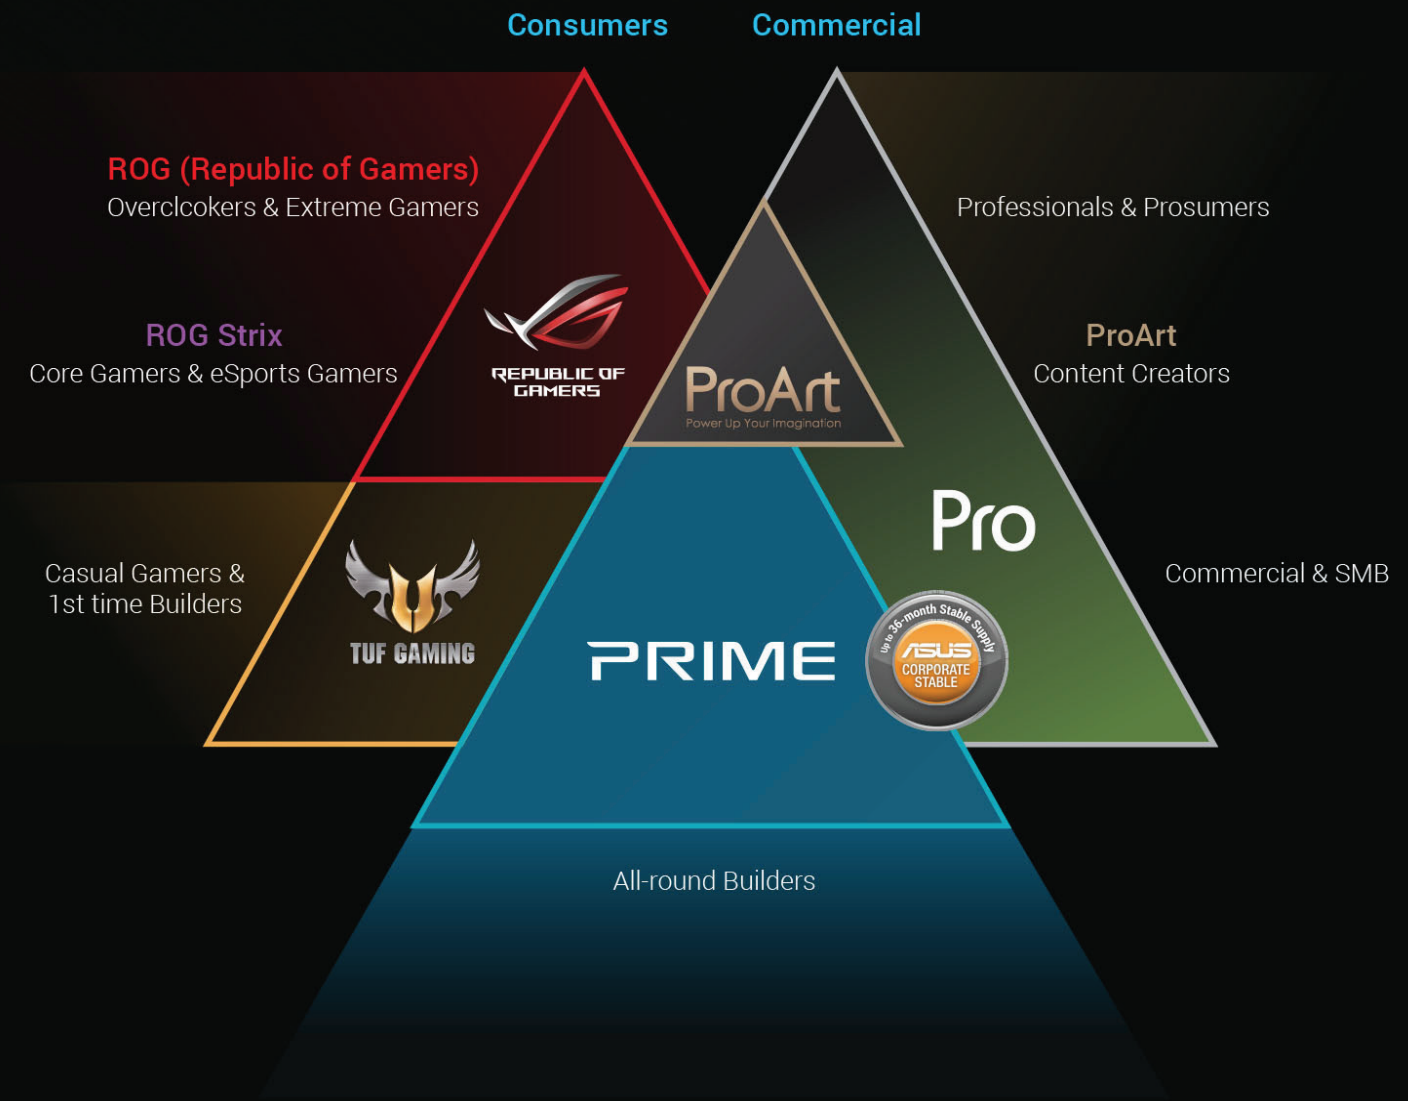 Consumers
Commercial
ROG (Republic of Gamers)
Overclcokers & Extreme Gamers
Professionals & Prosumers
REPUBLIC OF
GAMERS
ROG Strix
Core Gamers & eSports Gamers
ProArt
Power Up Your Imagination
ProArt
Content Creators
Pro
Casual Gamers &
1st time Builders
TUF GAMING
PRIME
Up to 36-month Stable Supply
ASUS
CORPORATE
STABLE
Commercial & SMB
All-round Builders